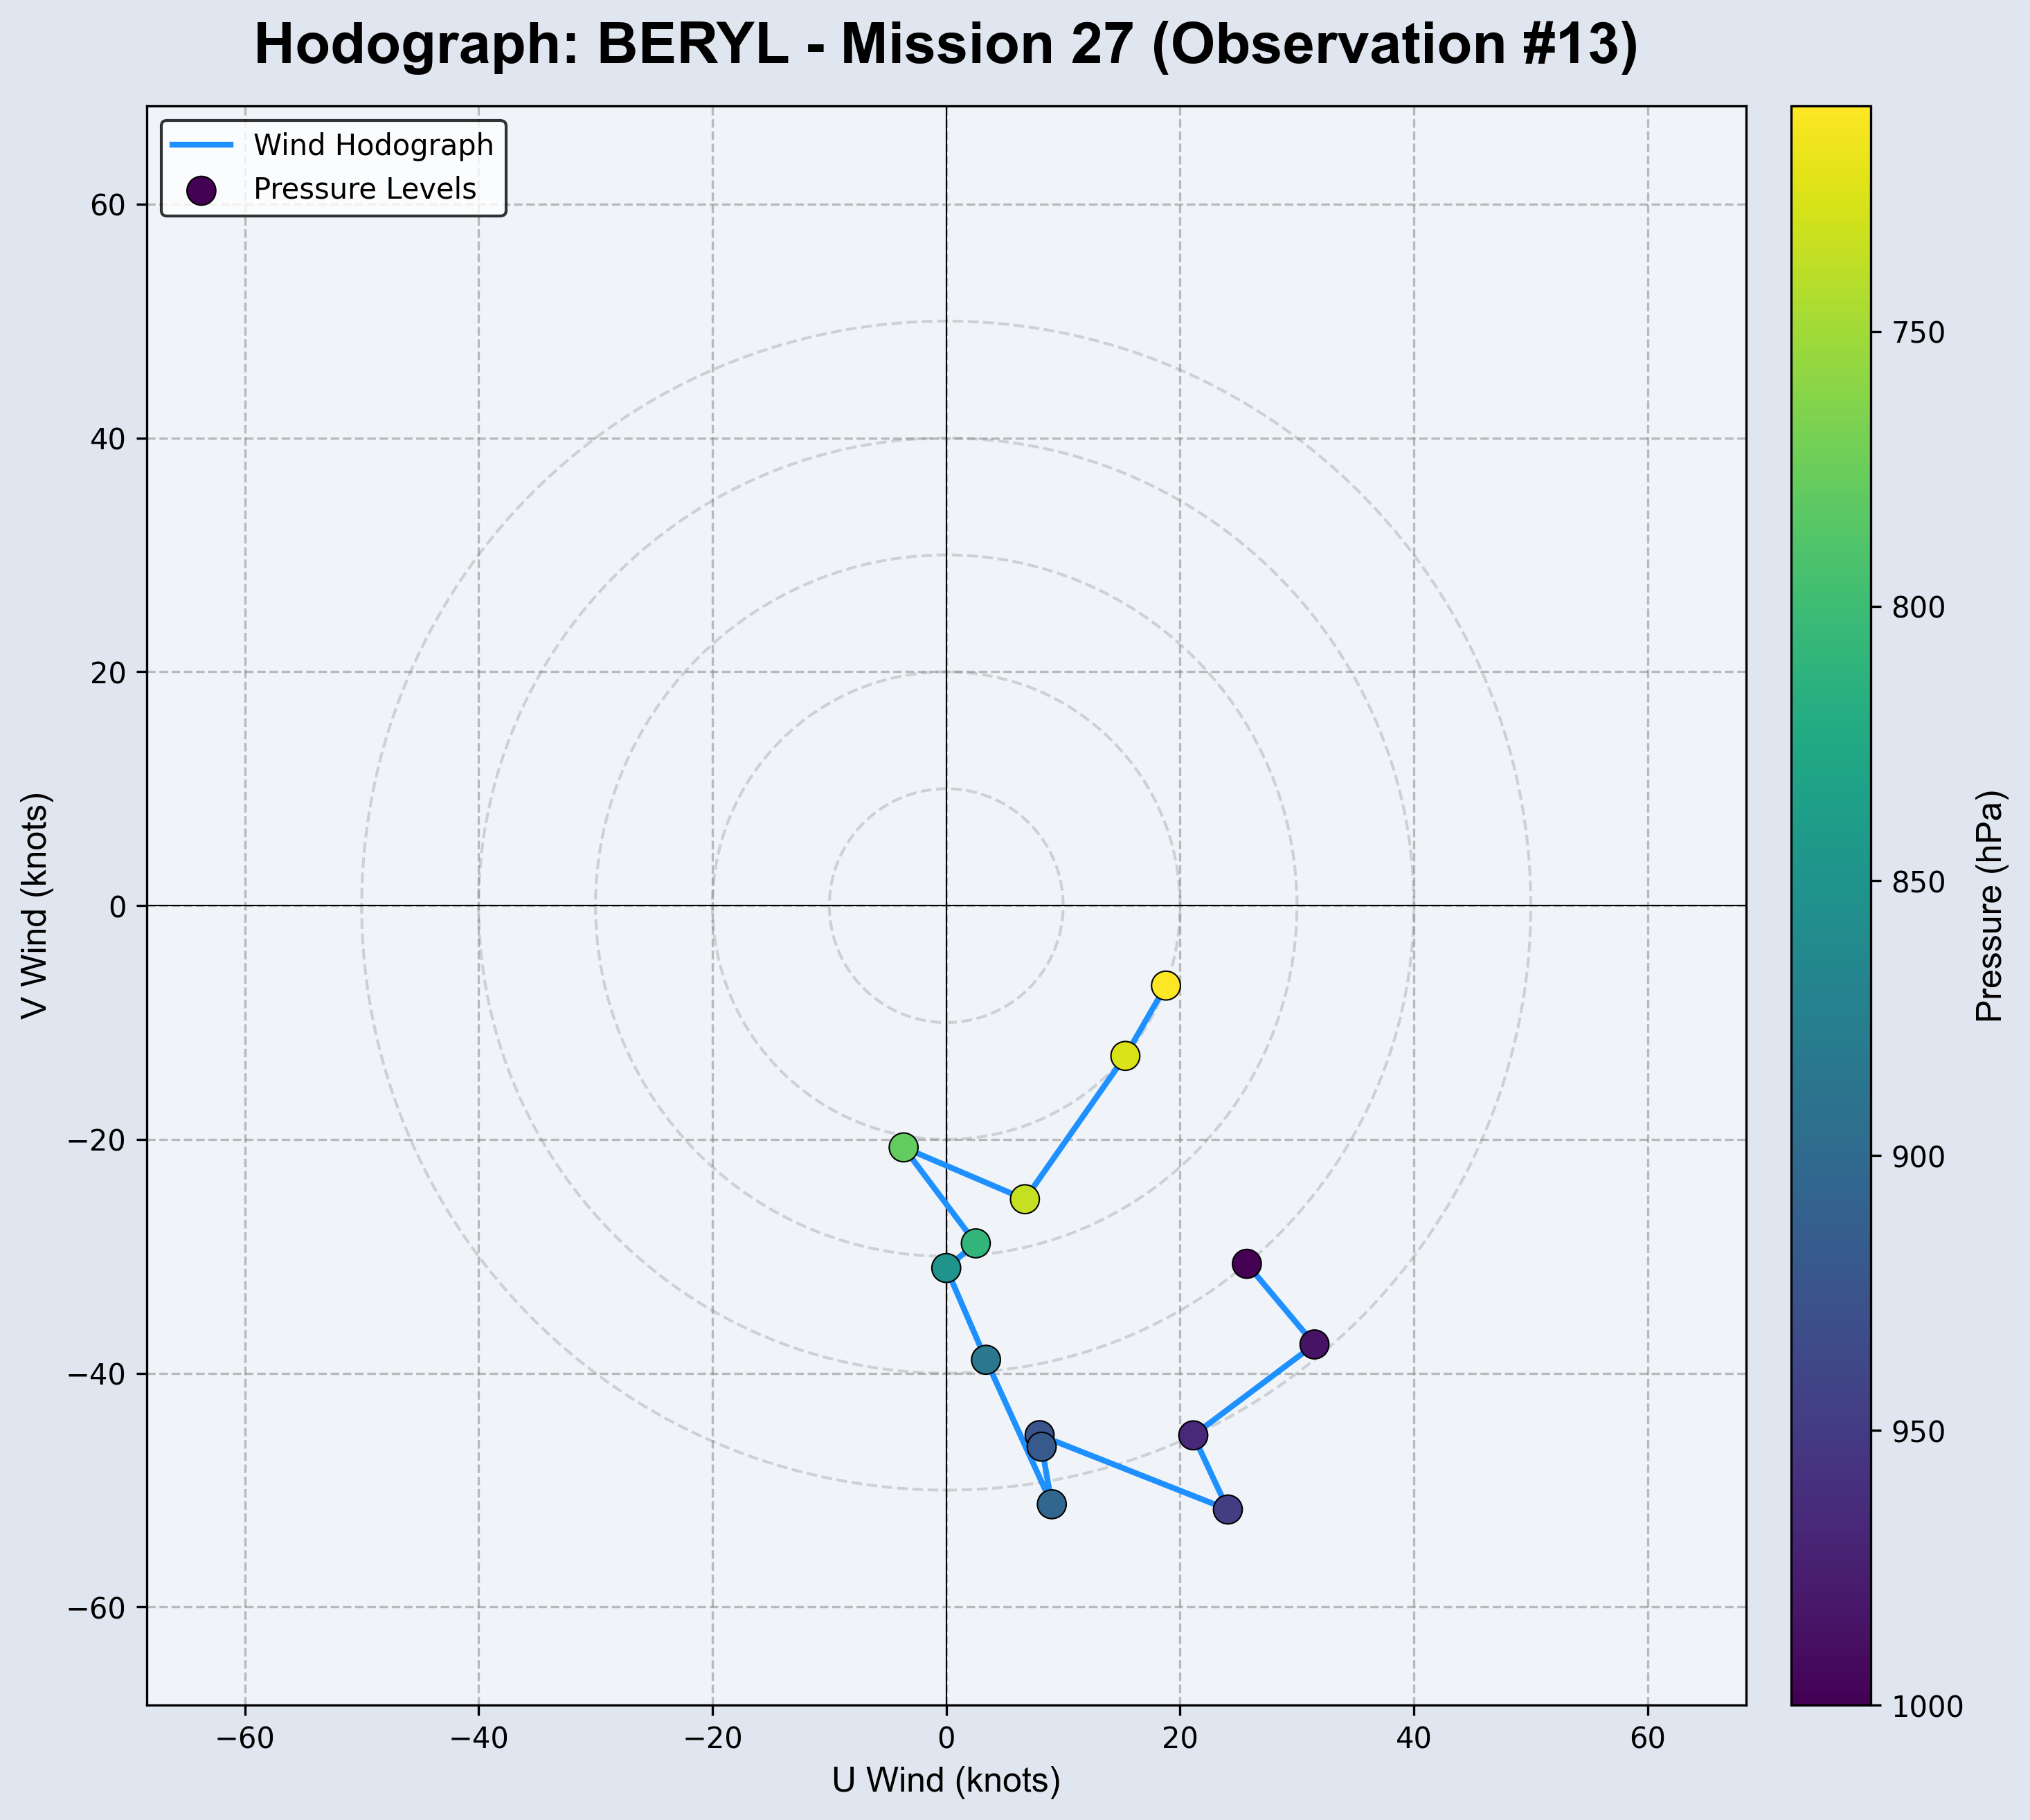 Hodograph: BERYL - Mission 27 (Observation #13)
Wind Hodograph
Pressure Levels
60
40
20
0
−20
−40
−60
V Wind (knots)
−60 −40 −20 0 20 40 60
U Wind (knots)
750
800
850
900
950
1000
Pressure (hPa)